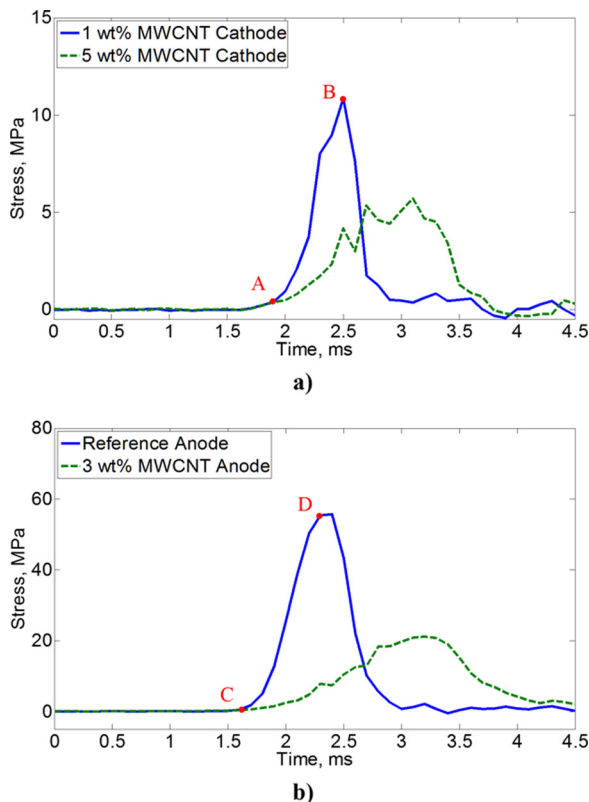 15
1 wt% MWCNT Cathode
5 wt% MWCNT Cathode
B
10
Stress, MPa
5
A
0
0 0.5 1 1.5 2 2.5 3 3.5 4 4.5
Time, ms
a)
80
Reference Anode
3 wt% MWCNT Anode
60
D
Stress, MPa
40
20
C
0
0 0.5 1 1.5 2 2.5 3 3.5 4 4.5
Time, ms
b)